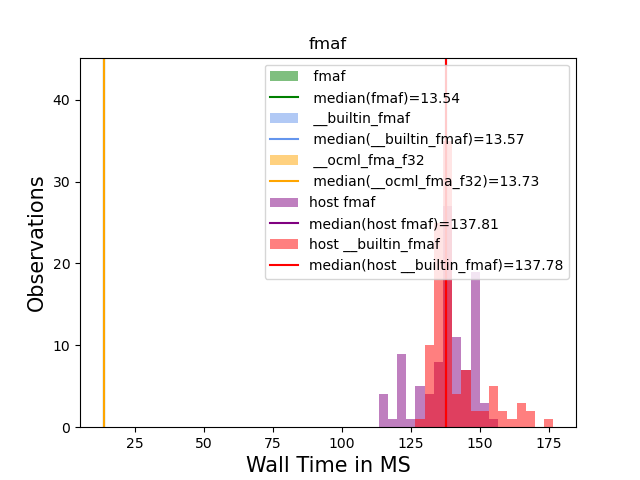 fmaf
fmaf
median(fmaf)=13.54
__builtin_fmaf
median(__builtin_fmaf)=13.57
__ocml_fma_f32
median(__ocml_fma_f32)=13.73
host fmaf
median(host fmaf)=137.81
host __builtin_fmaf
median(host __builtin_fmaf)=137.78
Observations
40
30
20
10
0
25 50 75 100 125 150 175
Wall Time in MS